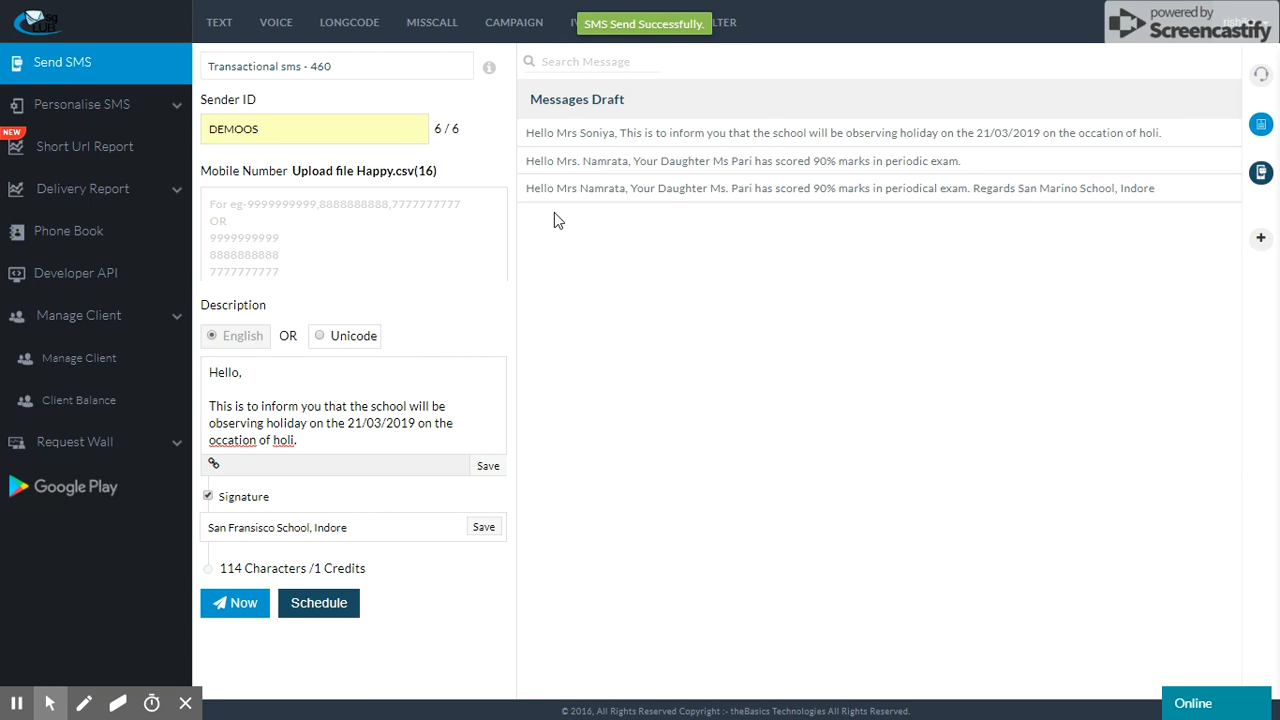 TEXT VOICE LONGCODE MISSCALL CAMPAIGN
SMS Send Successfully.
powered by
Screencastify
Send SMS
Personalise SMS
NEW
Short Url Report
Delivery Report
Phone Book
Developer API
Manage Client
Manage Client
Client Balance
Request Wall
Google Play
Transactional sms - 460
Sender ID
DEMOOS 6 / 6
Mobile Number Upload file Happy.csv(16)
For eg-9999999999,8888888888,7777777777
OR
9999999999
8888888888
7777777777
Description
English OR Unicode
Hello,
This is to inform you that the school will be
observing holiday on the 21/03/2019 on the
occation of holi.
Save
Signature
San Fransisco School, Indore Save
114 Characters /1 Credits
Now Schedule
Search Message
Messages Draft
Hello Mrs Soniya, This is to inform you that the school will be observing holiday on the 21/03/2019 on the occation of holi.
Hello Mrs. Namrata, Your Daughter Ms Pari has scored 90% marks in periodic exam.
Hello Mrs Namrata, Your Daughter Ms. Pari has scored 90% marks in periodical exam. Regards San Marino School, Indore
© 2016, All Rights Reserved Copyright :- theBasics Technologies All Rights Reserved.
Online